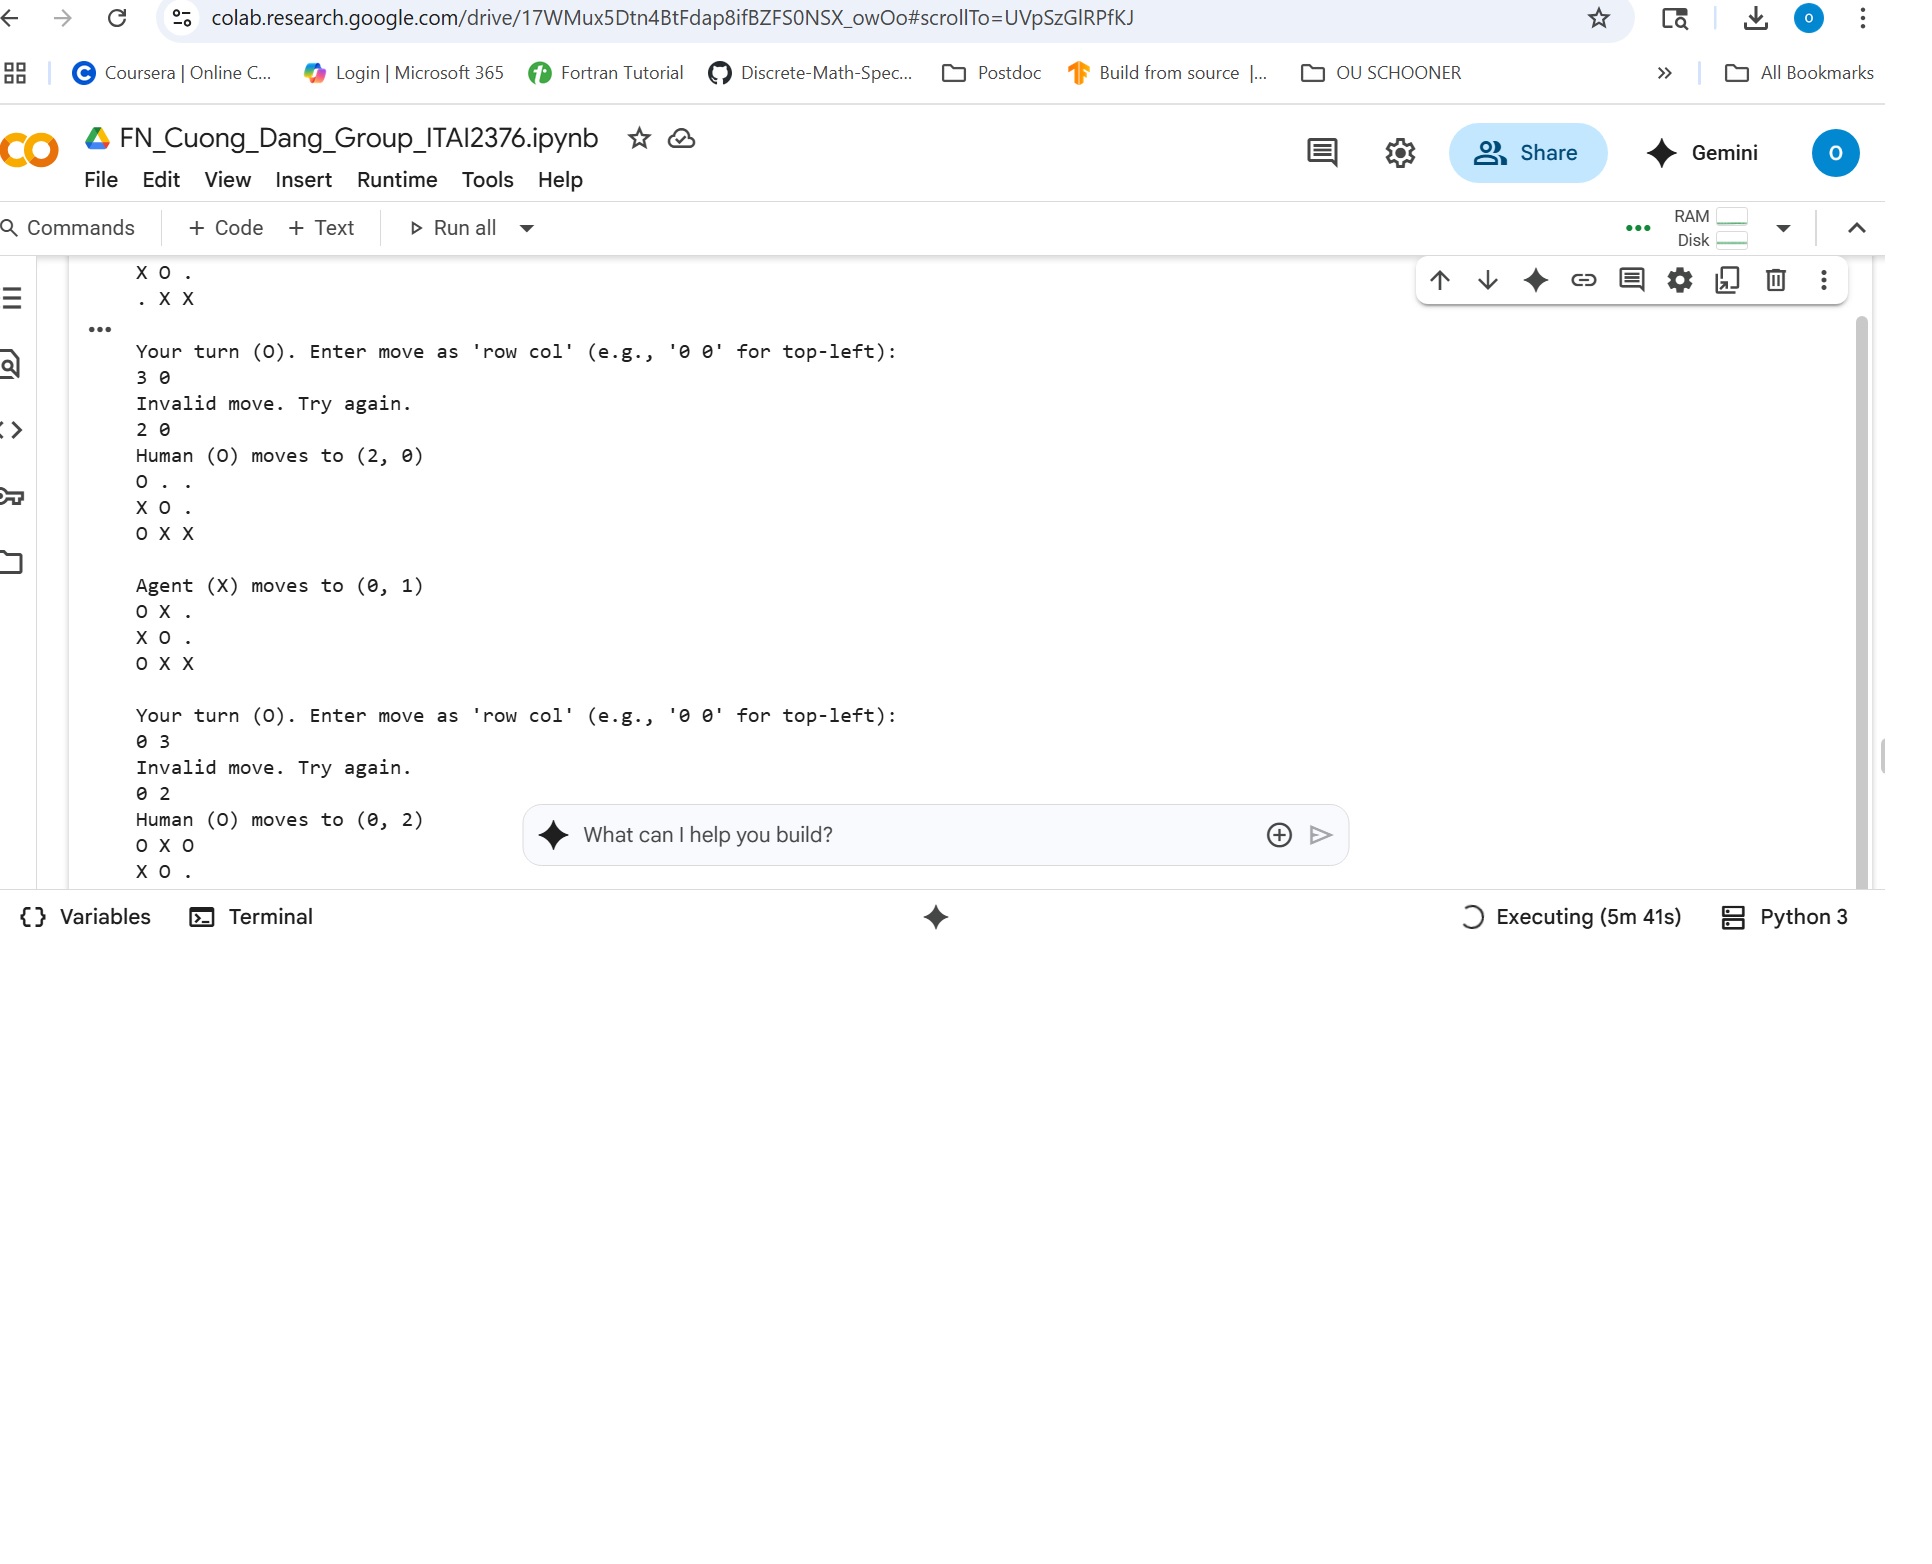 colab.research.google.com/drive/17WMux5Dtn4BtFdap8ifBZFS0NSX_owOo#scrollTo=UVpSzGlRPfKJ
O
Coursera | Online C...
Login | Microsoft 365
Fortran Tutorial
Discrete-Math-Spec...
Postdoc
Build from source |...
OU SCHOONER
All Bookmarks
FN_Cuong_Dang_Group_ITAI2376.ipynb
Share
Gemini
O
File Edit View Insert Runtime Tools Help
Commands + Code + Text Run all
RAM
Disk
X O .
. X X
Your turn (O). Enter move as 'row col' (e.g., '0 0' for top-left):
3 0
Invalid move. Try again.
2 0
Human (O) moves to (2, 0)
O . .
X O .
O X X
Agent (X) moves to (0, 1)
O X .
X O .
O X X
Your turn (O). Enter move as 'row col' (e.g., '0 0' for top-left):
0 3
Invalid move. Try again.
0 2
Human (O) moves to (0, 2)
O X O
X O .
What can I help you build?
Variables
Terminal
Executing (5m 41s)
Python 3